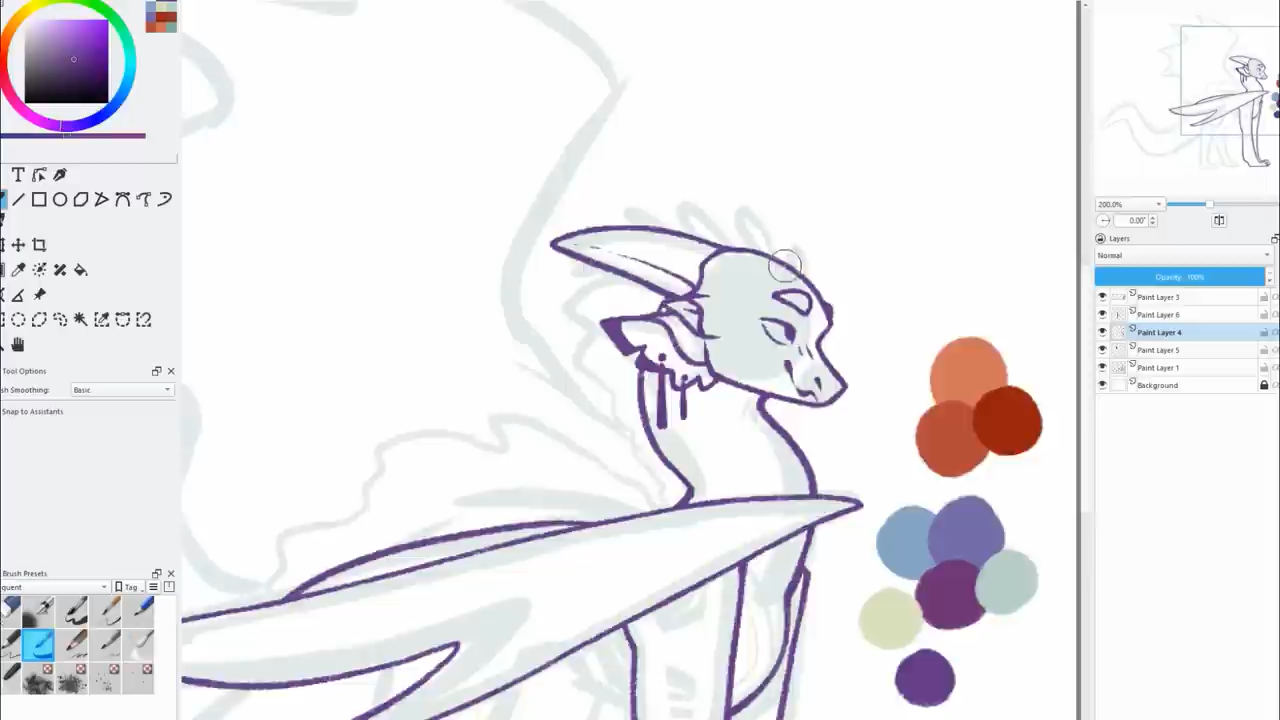 T
200.0%
0.00°
Layers
Normal
Opacity: 100%
Paint Layer 3
Paint Layer 6
Paint Layer 4
Paint Layer 5
Paint Layer 1
Background
Tool Options
sh Smoothing: Basic
Snap to Assistants
Brush Presets
quent
Tag